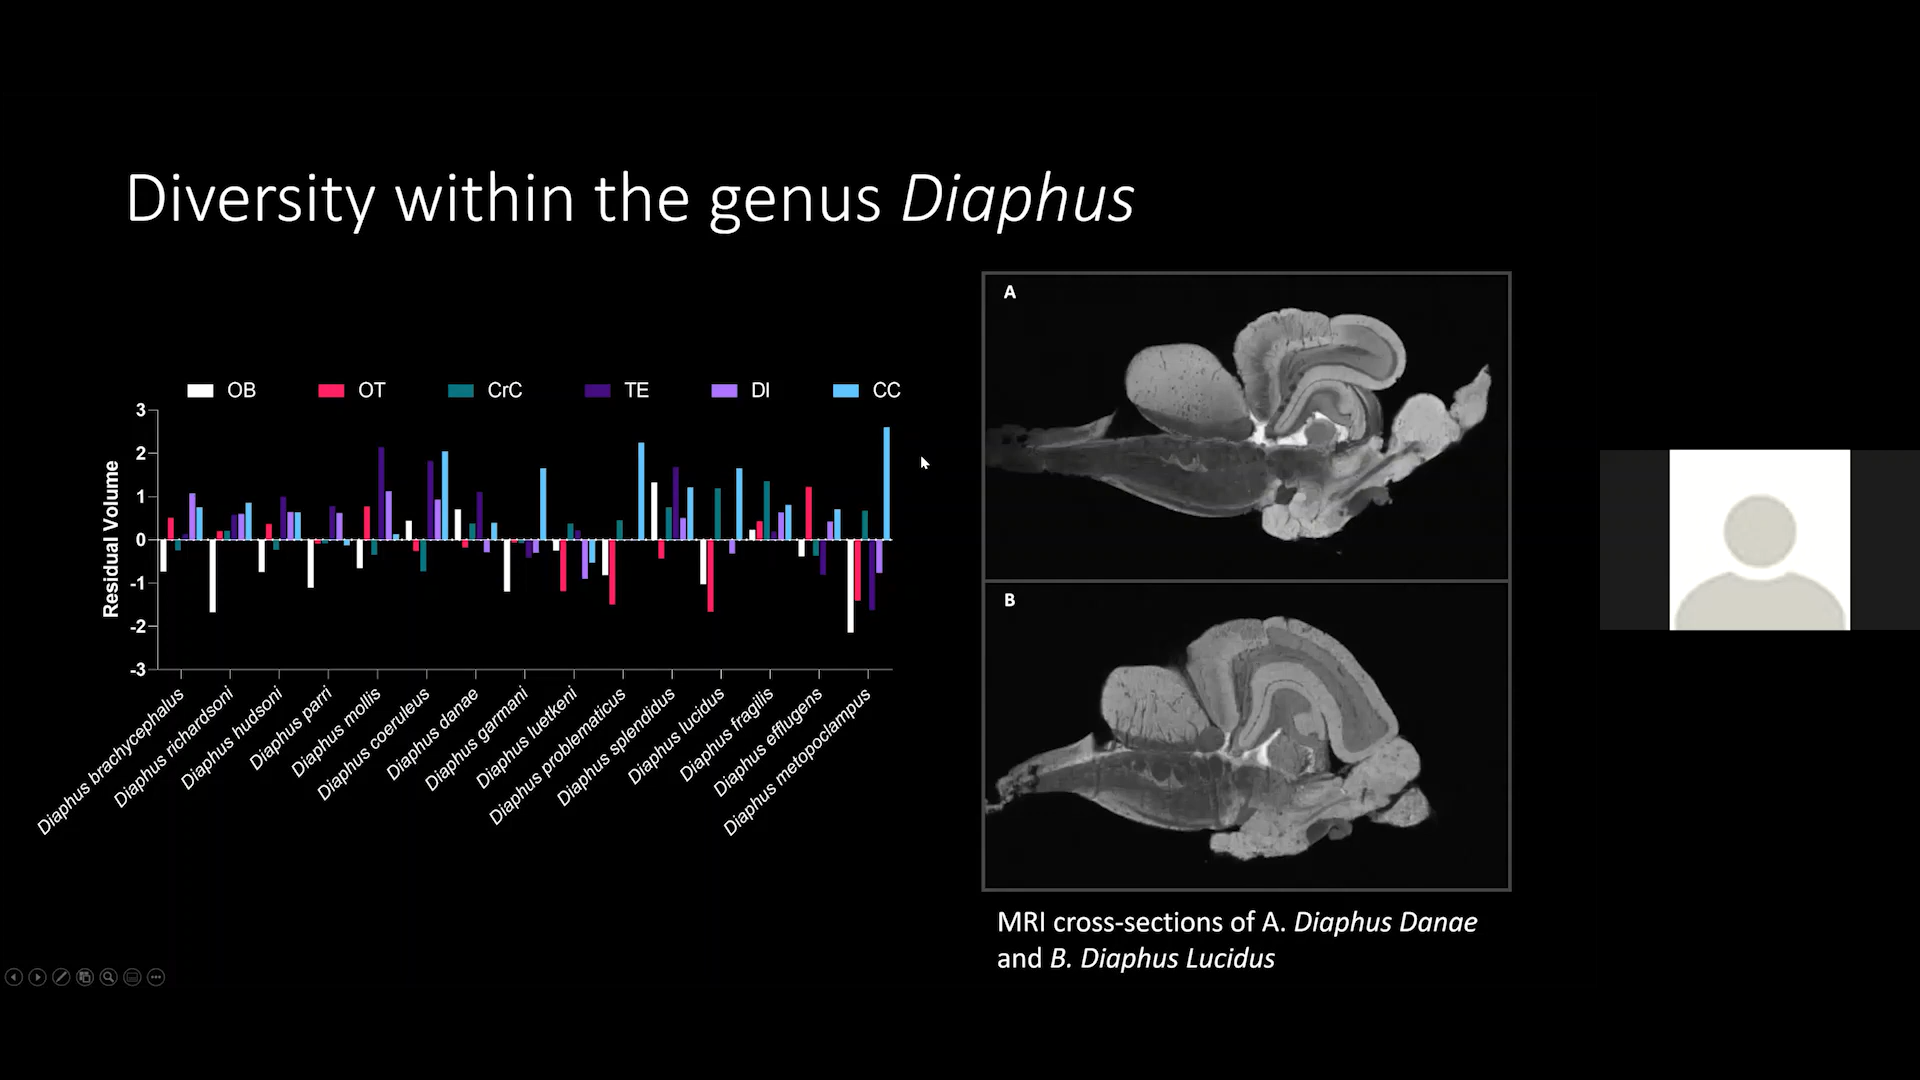 Diversity within the genus Diaphus
OB OT CrC TE DI CC
Residual Volume
3
2
1
0
-1
-2
-3
Diaphus brachycephalus
Diaphus richardsoni
Diaphus hudsoni
Diaphus parri
Diaphus mollis
Diaphus coeruleus
Diaphus danae
Diaphus garmani
Diaphus luetkeni
Diaphus problematicus
Diaphus splendidus
Diaphus lucidus
Diaphus fragilis
Diaphus efflugens
Diaphus metopoclampus
A
B
MRI cross-sections of A. Diaphus Danae
and B. Diaphus Lucidus